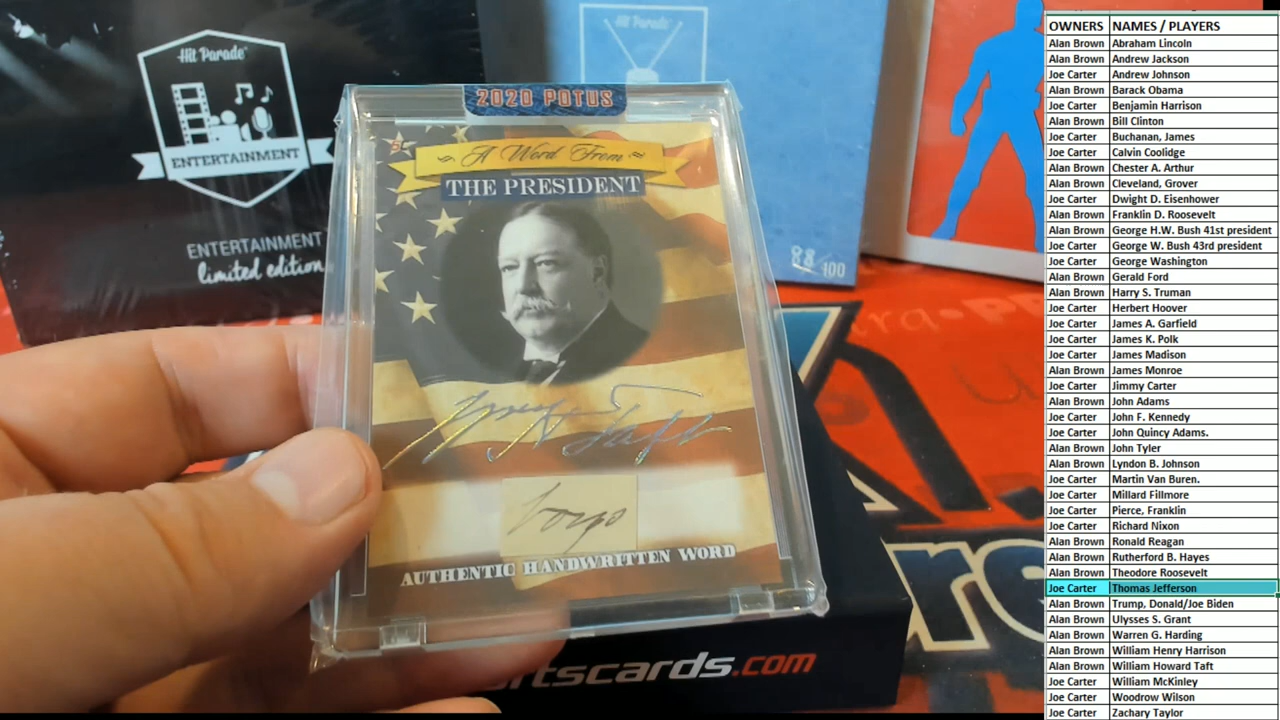 Hit Parade
ENTERTAINMENT
ENTERTAINMENT
limited edition
Hit Parade
88/100
2020 POTUS
A Word From
THE PRESIDENT
AUTHENTIC HANDWRITTEN WORD
rtscards.com
OWNERS NAMES / PLAYERS
Alan Brown Abraham Lincoln
Alan Brown Andrew Jackson
Joe Carter Andrew Johnson
Alan Brown Barack Obama
Joe Carter Benjamin Harrison
Alan Brown Bill Clinton
Joe Carter Buchanan, James
Joe Carter Calvin Coolidge
Alan Brown Chester A. Arthur
Alan Brown Cleveland, Grover
Joe Carter Dwight D. Eisenhower
Alan Brown Franklin D. Roosevelt
Alan Brown George H.W. Bush 41st president
Joe Carter George W. Bush 43rd president
Joe Carter George Washington
Alan Brown Gerald Ford
Alan Brown Harry S. Truman
Joe Carter Herbert Hoover
Joe Carter James A. Garfield
Joe Carter James K. Polk
Joe Carter James Madison
Alan Brown James Monroe
Joe Carter Jimmy Carter
Alan Brown John Adams
Joe Carter John F. Kennedy
Joe Carter John Quincy Adams.
Alan Brown John Tyler
Alan Brown Lyndon B. Johnson
Joe Carter Martin Van Buren.
Joe Carter Millard Fillmore
Joe Carter Pierce, Franklin
Joe Carter Richard Nixon
Alan Brown Ronald Reagan
Alan Brown Rutherford B. Hayes
Alan Brown Theodore Roosevelt
Joe Carter Thomas Jefferson
Alan Brown Trump, Donald/Joe Biden
Alan Brown Ulysses S. Grant
Alan Brown Warren G. Harding
Alan Brown William Henry Harrison
Alan Brown William Howard Taft
Joe Carter William McKinley
Joe Carter Woodrow Wilson
Joe Carter Zachary Taylor